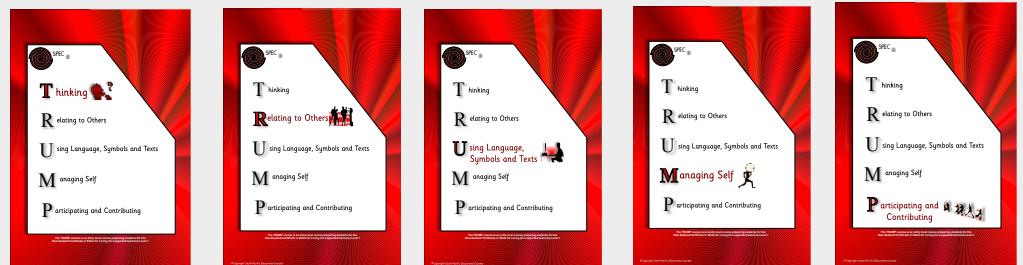 SPEC ®
Thinking
Relating to Others
Using Language, Symbols and Texts
Managing Self
Participating and Contributing
SPEC ®
Thinking
Relating to Others
Using Language, Symbols and Texts
Managing Self
Participating and Contributing
SPEC ®
Thinking
Relating to Others
Using Language,
Symbols and Texts
Managing Self
Participating and Contributing
SPEC ®
Thinking
Relating to Others
Using Language, Symbols and Texts
Managing Self
Participating and Contributing
SPEC ®
Thinking
Relating to Others
Using Language, Symbols and Texts
Managing Self
Participating and
Contributing